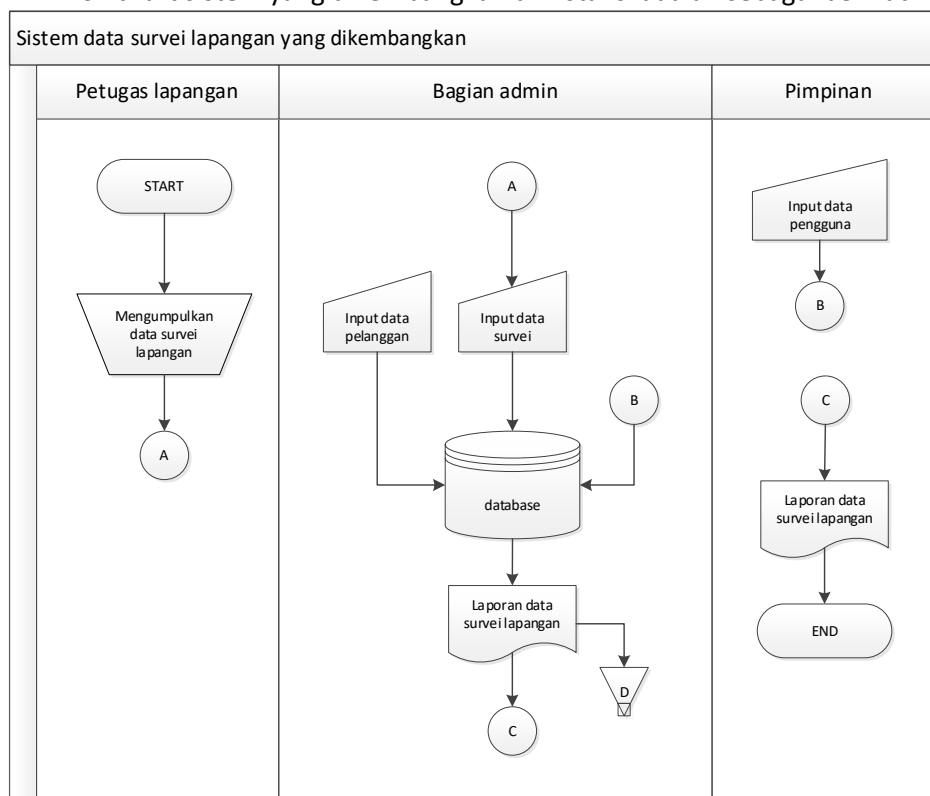 Sistem data survei lapangan yang dikembangkan
Petugas lapangan
Bagian admin
Pimpinan
START
Mengumpulkan
data survei
lapangan
A
A
Input data
pelanggan
Input data
survei
B
database
Laporan data
survei lapangan
D
C
Input data
pengguna
B
C
Laporan data
survei lapangan
END